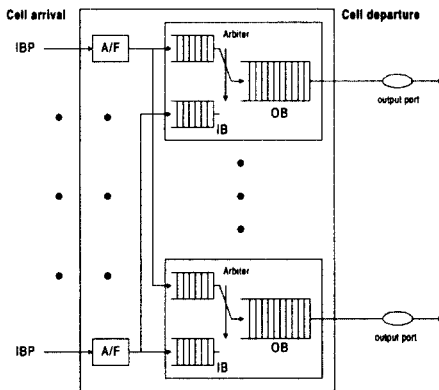 Cell arrival
Cell departure
IBP
A/F
Arbiter
IB
OB
output port
Arbiter
IB
OB
output port
IBP
A/F